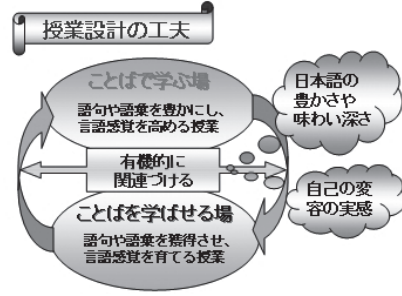 授業設計の工夫
ことばで学ぶ場
語句や語彙を豊かにし、
言語感覚を高める授業
有機的に
関連づける
ことばを学ばせる場
語句や語彙を獲得させ、
言語感覚を育てる授業
日本語の
豊かさや
味わい深さ
自己の変
容の実感